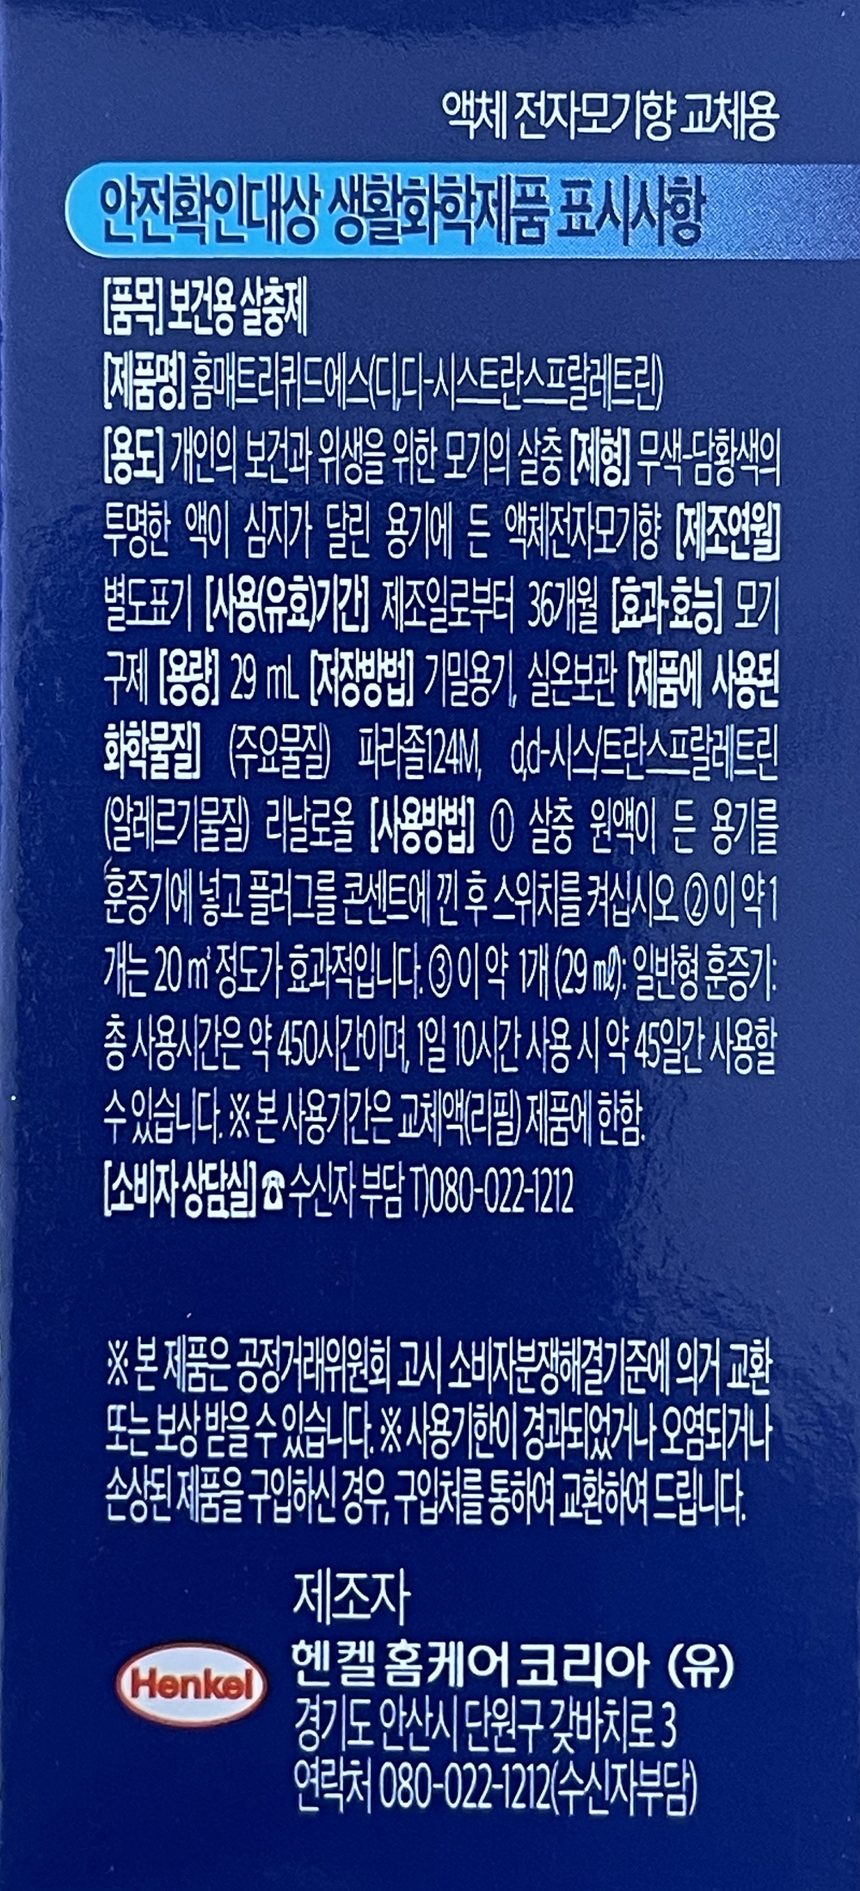 액체 전자모기향 교체용
안전확인대상 생활화학제품 표시사항
[품목] 보건용 살충제
[제품명] 홈매트리퀴드에스(디,디-시스트란스프랄레트린)
[용도] 개인의 보건과 위생을 위한 모기의 살충 [제형] 무색-담황색의
투명한 액이 심지가 달린 용기에 든 액체전자모기향 [제조연월]
별도표기 [사용(유효)기간] 제조일로부터 36개월 [효과·효능] 모기
구제 [용량] 29 mL [저장방법] 기밀용기, 실온보관 [제품에 사용된
화학물질] (주요물질) 파라졸124M, d,d-시스/트란스프랄레트린
(알레르기물질) 리날로올 [사용방법] ① 살충 원액이 든 용기를
훈증기에 넣고 플러그를 콘센트에 낀 후 스위치를 켜십시오 ② 이 약 1
개는 20 ㎥ 정도가 효과적입니다. ③ 이 약 1개 (29 ㎖): 일반형 훈증기:
총 사용시간은 약 450시간이며, 1일 10시간 사용 시 약 45일간 사용할
수 있습니다. ※ 본 사용기간은 교체액(리필) 제품에 한함.
[소비자 상담실] ☎ 수신자 부담 T)080-022-1212
※ 본 제품은 공정거래위원회 고시 소비자분쟁해결기준에 의거 교환
또는 보상 받을 수 있습니다. ※ 사용기한이 경과되었거나 오염되거나
손상된 제품을 구입하신 경우, 구입처를 통하여 교환하여 드립니다.
제조자
Henkel 헨켈홈케어코리아 (유)
경기도 안산시 단원구 갖바치로 3
연락처 080-022-1212(수신자부담)